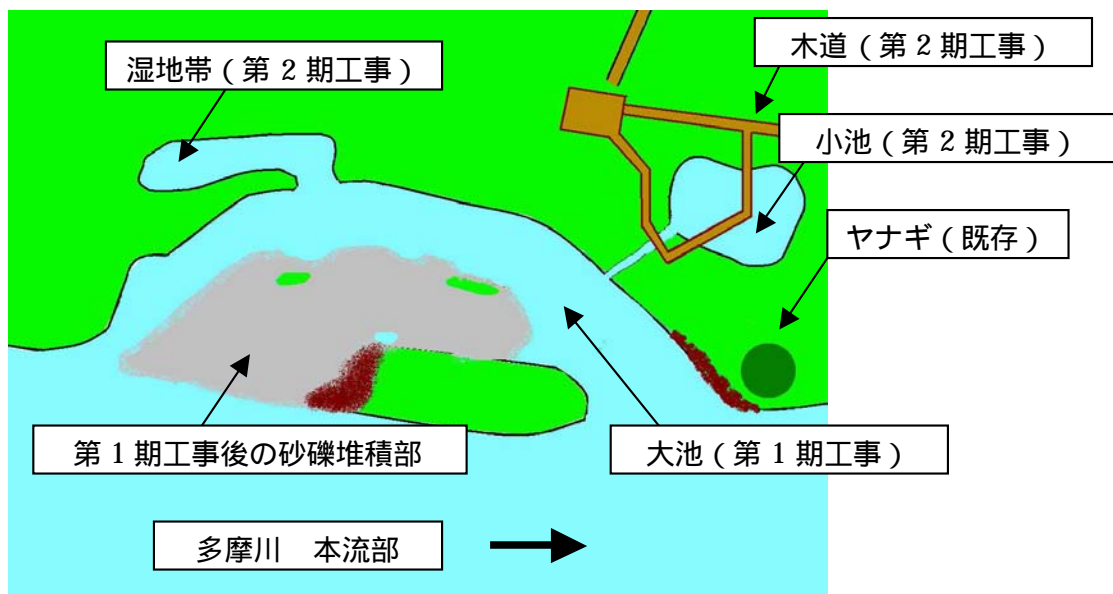 木道(第2期工事)
湿地帯(第2期工事)
小池(第2期工事)
ヤナギ(既存)
第1期工事後の砂礫堆積部
大池(第1期工事)
多摩川 本流部